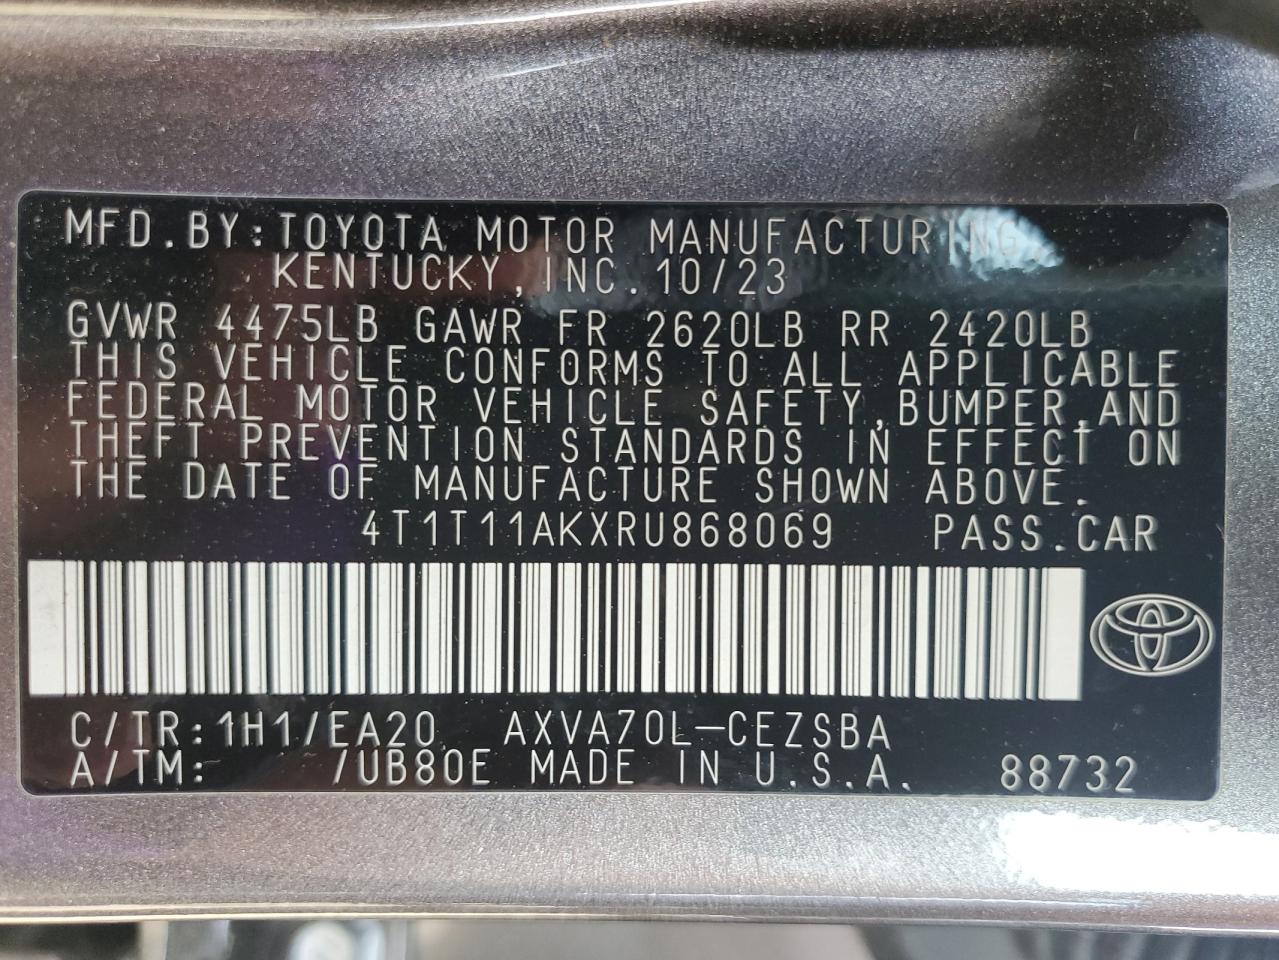 MFD.BY:TOYOTA MOTOR MANUFACTURING,
KENTUCKY,INC.10/23
GVWR 4475LB GAWR FR 2620LB RR 2420LB
THIS VEHICLE CONFORMS TO ALL APPLICABLE
FEDERAL MOTOR VEHICLE SAFETY,BUMPER,AND
THEFT PREVENTION STANDARDS IN EFFECT ON
THE DATE OF MANUFACTURE SHOWN ABOVE.
4T1T11AKXRU868069 PASS.CAR
C/TR:1H1/EA20 AXVA70L-CEZSBA
A/TM: /UB80E MADE IN U.S.A. 88732